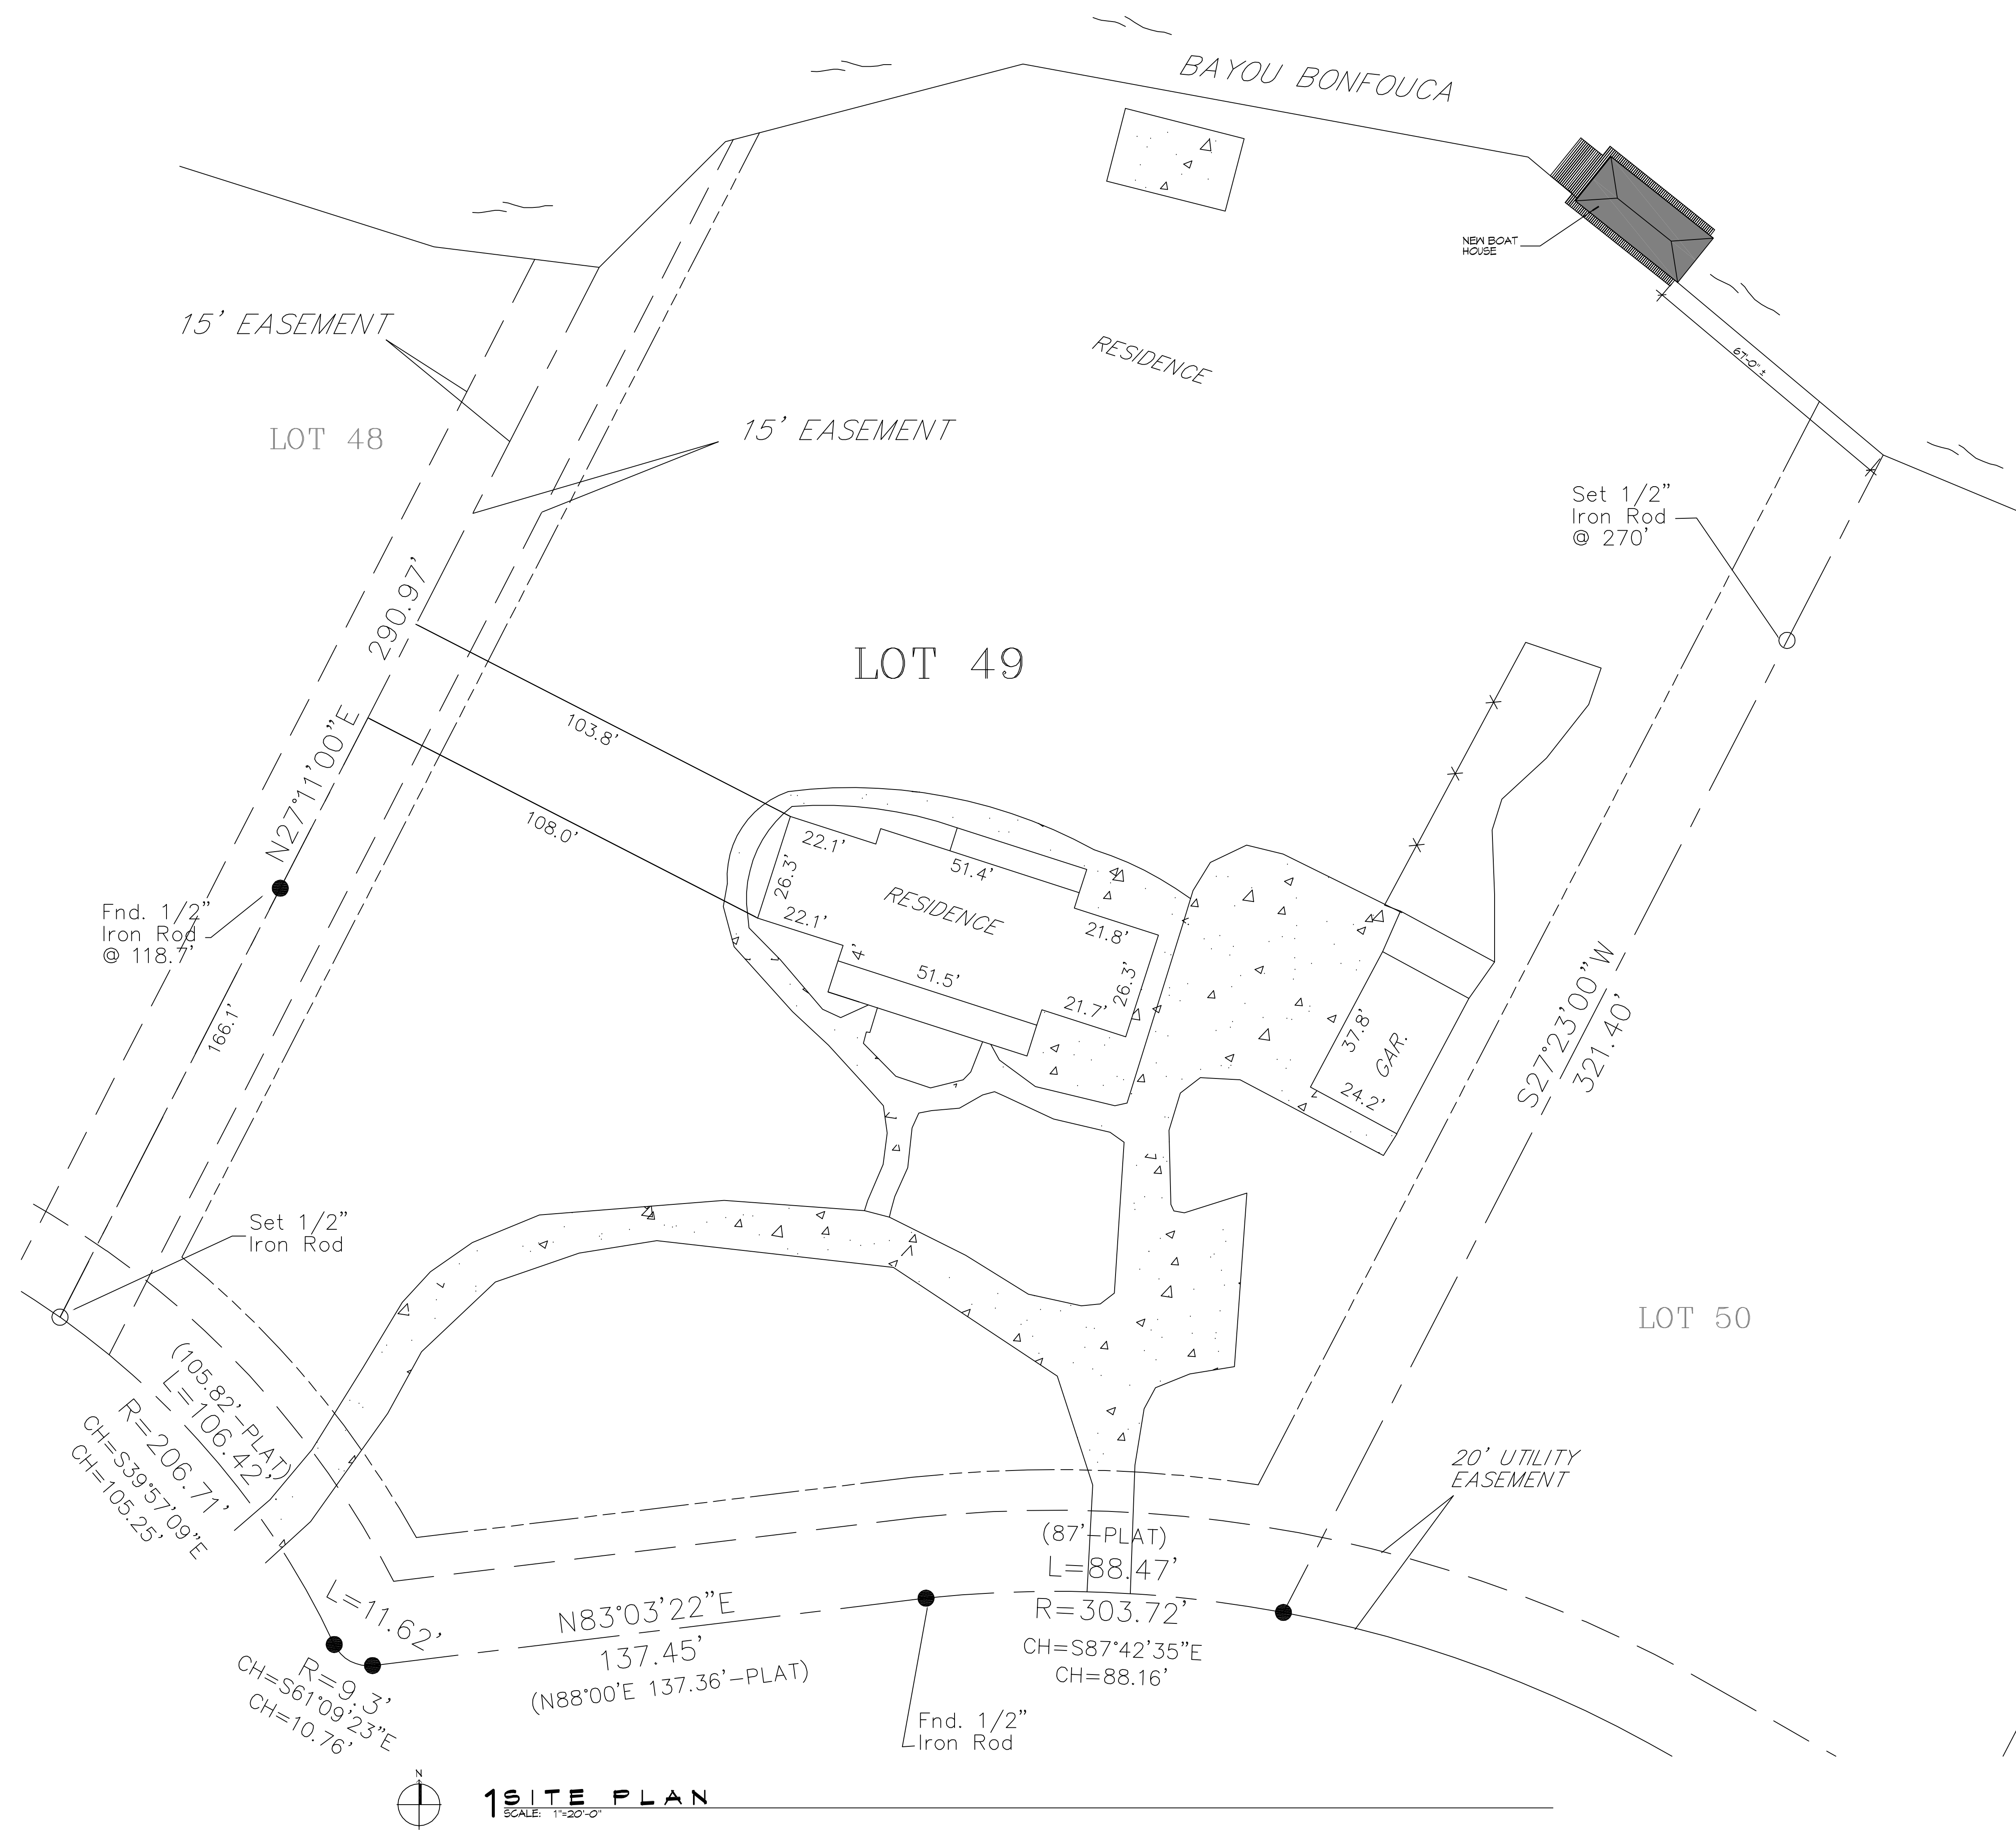 BAYOU BONFOUCA
NEW BOAT
HOUSE
15' EASEMENT
RESIDENCE
67'-0" ±
LOT 48
15' EASEMENT
Set 1/2"
Iron Rod
@ 270'
290.97'
N27°11'00"E
LOT 49
103.8'
108.0'
22.1'
51.4'
26.3'
RESIDENCE
22.1'
21.8'
4'
51.5'
26.3'
21.7'
Fnd. 1/2"
Iron Rod
@ 118.7'
166.1'
37.8'
GAR.
24.2'
S27°23'00"W
321.40'
Set 1/2"
Iron Rod
LOT 50
(105.82'-PLAT)
L=106.42'
R=206.71'
CH=S39°57'09"E
CH=105.25'
20' UTILITY
EASEMENT
(87'-PLAT)
L=88.47'
R=303.72'
CH=S87°42'35"E
CH=88.16'
L=11.62'
R=9.3'
CH=S61°09'23"E
CH=10.76'
N83°03'22"E
137.45'
(N88°00'E 137.36'-PLAT)
Fnd. 1/2"
Iron Rod
N
1 SITE PLAN
SCALE: 1"=20'-0"